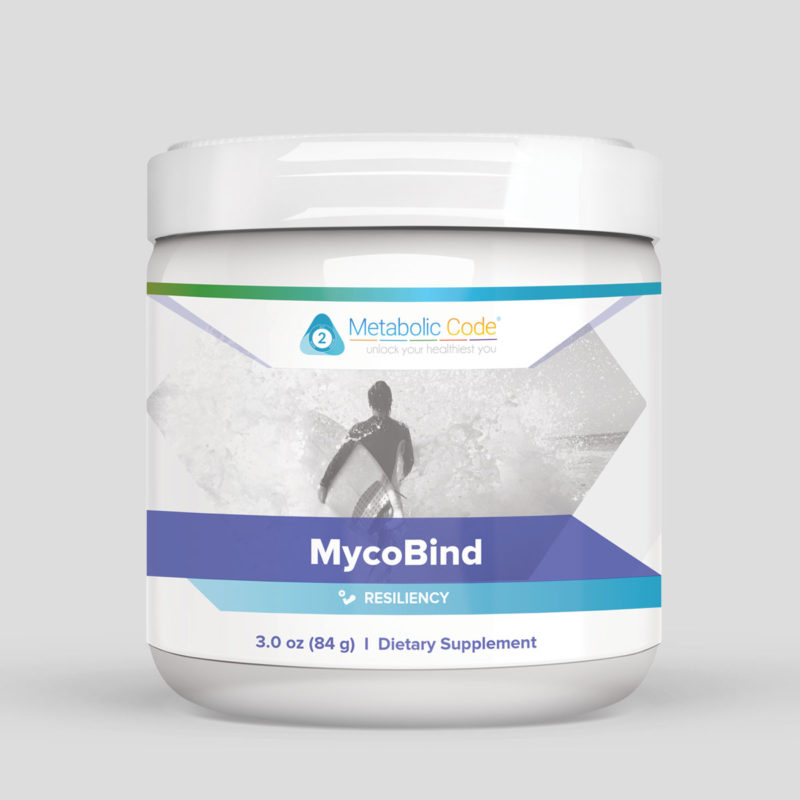 2
Metabolic Code®
unlock your healthiest you
MycoBind
RESILIENCY
3.0 oz (84 g) | Dietary Supplement